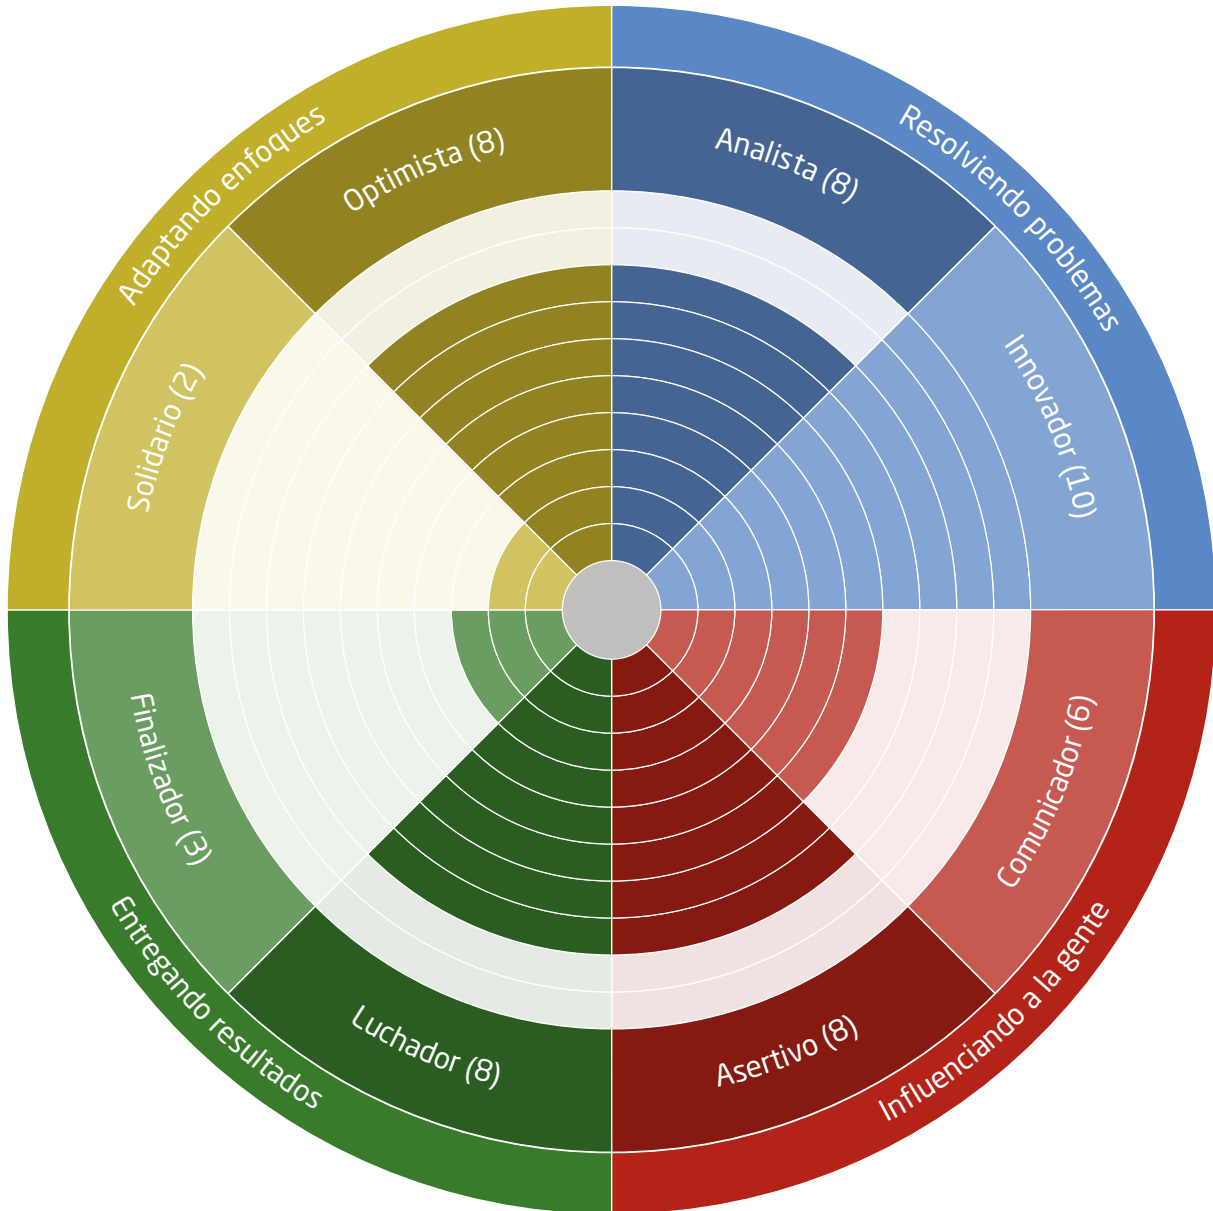 Adaptando enfoques
Resolviendo problemas
Optimista (8)
Analista (8)
Solidario (2)
Innovador (10)
Finalizador (3)
Comunicador (6)
Luchador (8)
Asertivo (8)
Entregando resultados
Influenciando a la gente